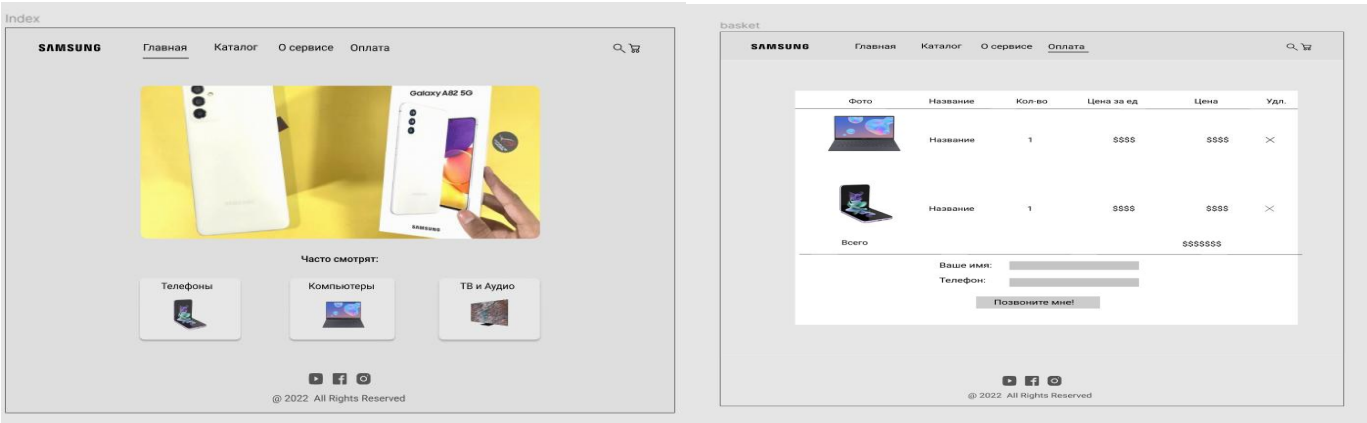 Index
SAMSUNG Главная Каталог О сервисе Оплата
Galaxy A82 5G
SAMSUNG
Часто смотрят:
Телефоны Компьютеры ТВ и Аудио
@ 2022 All Rights Reserved
basket
SAMSUNG Главная Каталог О сервисе Оплата
Фото Название Кол-во Цена за ед Цена Удл.
Название 1 $$$$ $$$$
Название 1 $$$$ $$$$
Всего $$$$$$$
Ваше имя:
Телефон:
Позвоните мне!
@ 2022 All Rights Reserved